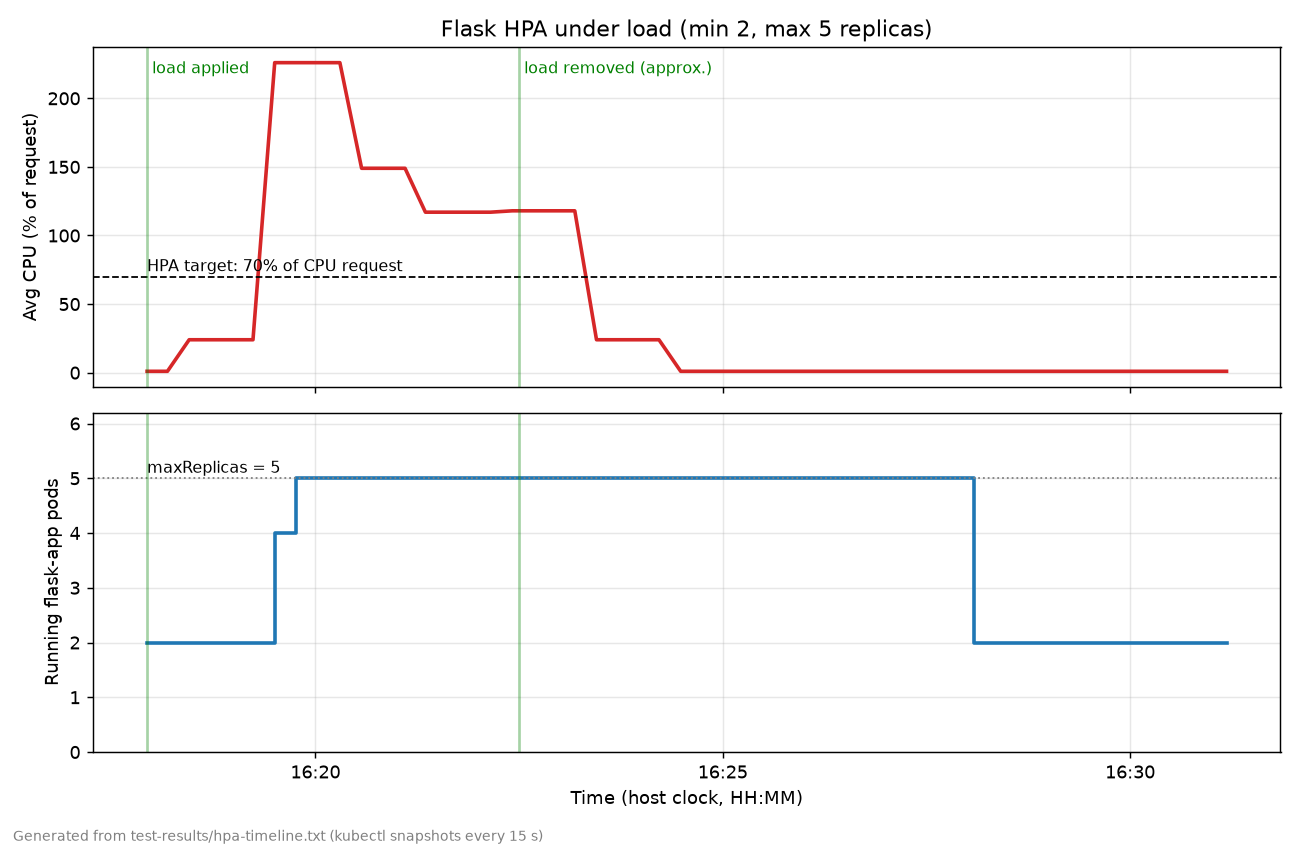 Flask HPA under load (min 2, max 5 replicas)
load applied
load removed (approx.)
200
150
100
50
0
Avg CPU (% of request)
HPA target: 70% of CPU request
6
5
4
3
2
1
0
Running flask-app pods
maxReplicas = 5
16:20
16:25
16:30
Time (host clock, HH:MM)
Generated from test-results/hpa-timeline.txt (kubectl snapshots every 15 s)